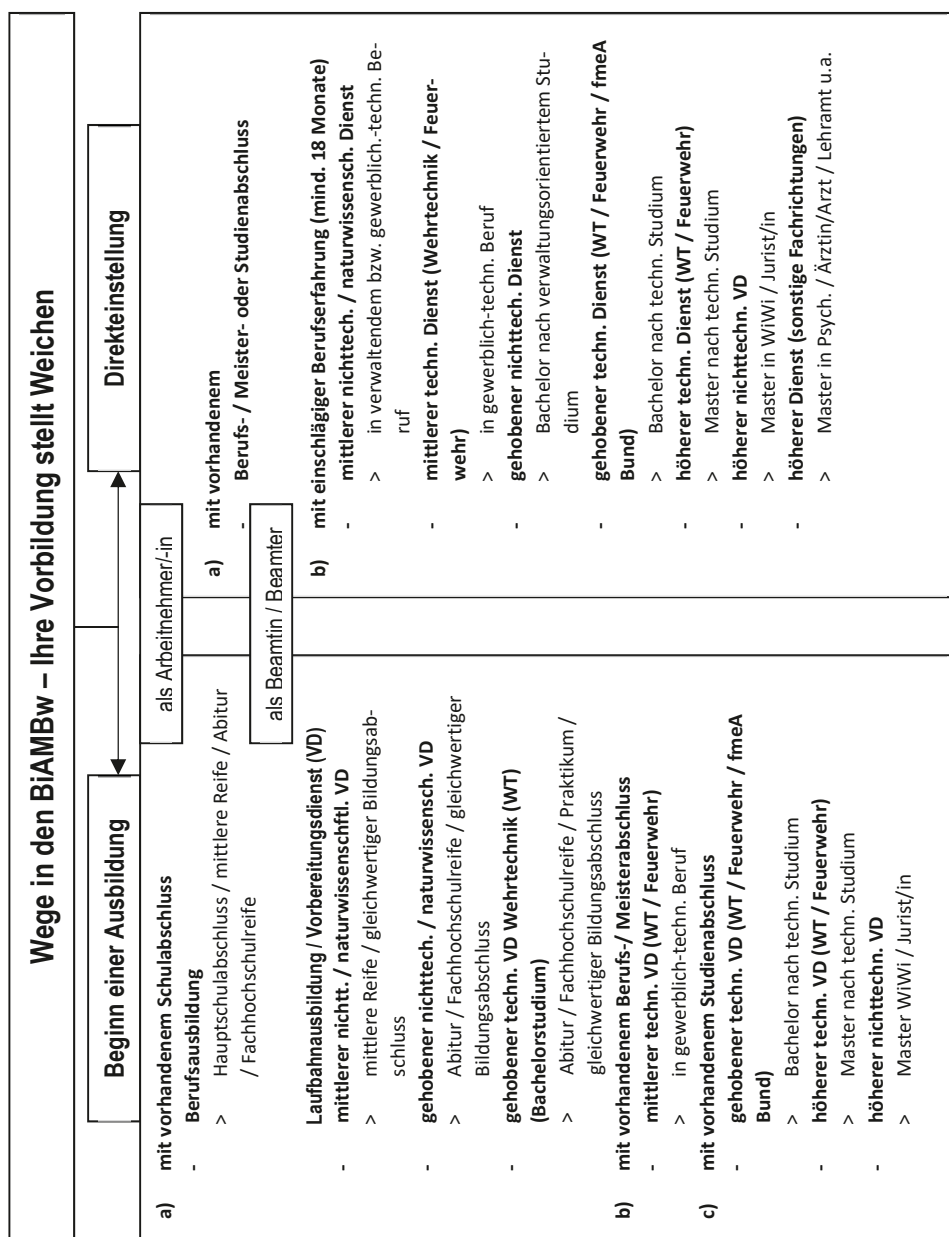 Wege in den BiAMBw – Ihre Vorbildung stellt Weichen
Beginn einer Ausbildung
Direkteinstellung
als Arbeitnehmer/-in
als Beamtin / Beamter
a) mit vorhandenem Schulabschluss
- Berufsausbildung
> Hauptschulabschluss / mittlere Reife / Abitur
/ Fachhochschulreife
Laufbahnausbildung / Vorbereitungsdienst (VD)
- mittlerer nichtt. / naturwissenschftl. VD
> mittlere Reife / gleichwertiger Bildungsab-
schluss
- gehobener nichttech. / naturwissensch. VD
> Abitur / Fachhochschulreife / gleichwertiger
Bildungsabschluss
- gehobener techn. VD Wehrtechnik (WT)
(Bachelorstudium)
> Abitur / Fachhochschulreife / Praktikum /
gleichwertiger Bildungsabschluss
b) mit vorhandenem Berufs-/ Meisterabschluss
- mittlerer techn. VD (WT / Feuerwehr)
> in gewerblich-techn. Beruf
c) mit vorhandenem Studienabschluss
- gehobener techn. VD (WT / Feuerwehr / fmeA
Bund)
> Bachelor nach techn. Studium
- höherer techn. VD (WT / Feuerwehr)
> Master nach techn. Studium
- höherer nichttechn. VD
> Master WiWi / Jurist/in
a) mit vorhandenem
- Berufs- / Meister- oder Studienabschluss
b) mit einschlägiger Berufserfahrung (mind. 18 Monate)
- mittlerer nichttech. / naturwissensch. Dienst
> in verwaltendem bzw. gewerblich.-techn. Be-
ruf
- mittlerer techn. Dienst (Wehrtechnik / Feuer-
wehr)
> in gewerblich-techn. Beruf
- gehobener nichttech. Dienst
> Bachelor nach verwaltungsorientiertem Stu-
dium
- gehobener techn. Dienst (WT / Feuerwehr / fmeA
Bund)
> Bachelor nach techn. Studium
- höherer techn. Dienst (WT / Feuerwehr)
> Master nach techn. Studium
- höherer nichttechn. VD
> Master in WiWi / Jurist/in
- höherer Dienst (sonstige Fachrichtungen)
> Master in Psych. / Ärztin/Arzt / Lehramt u.a.